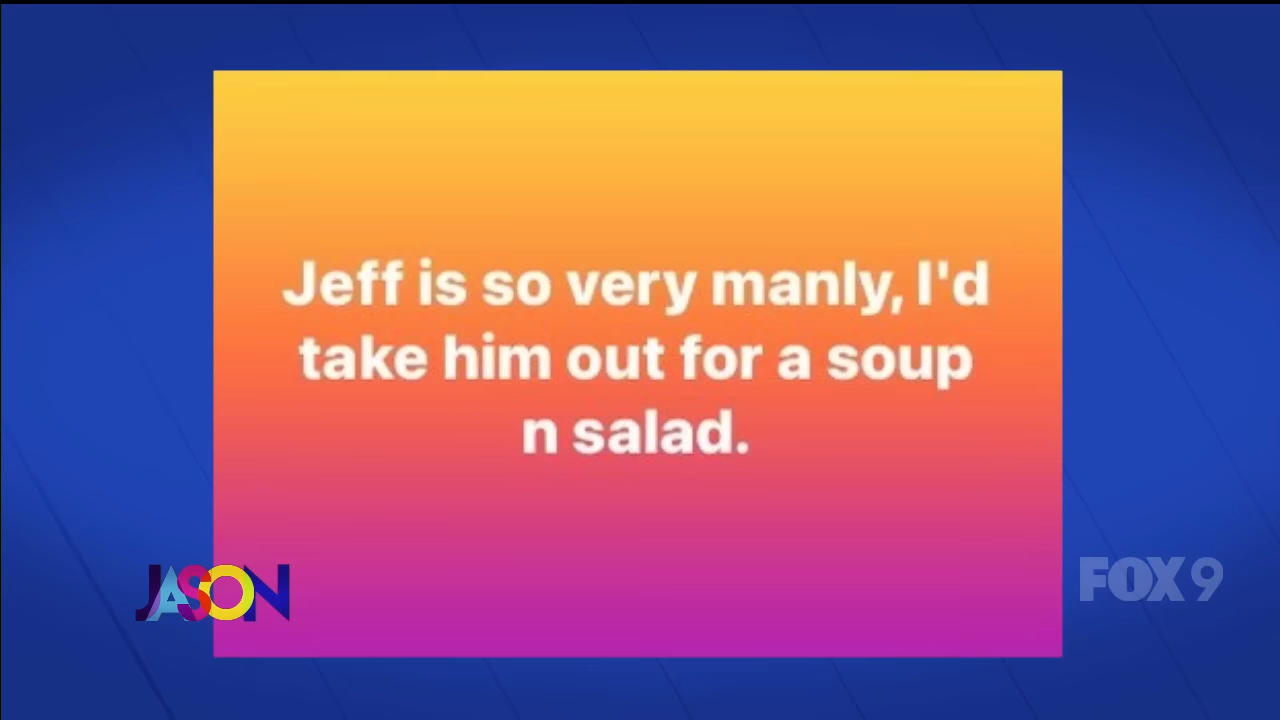 Jeff is so very manly, I'd
take him out for a soup
n salad.
JASON
FOX 9